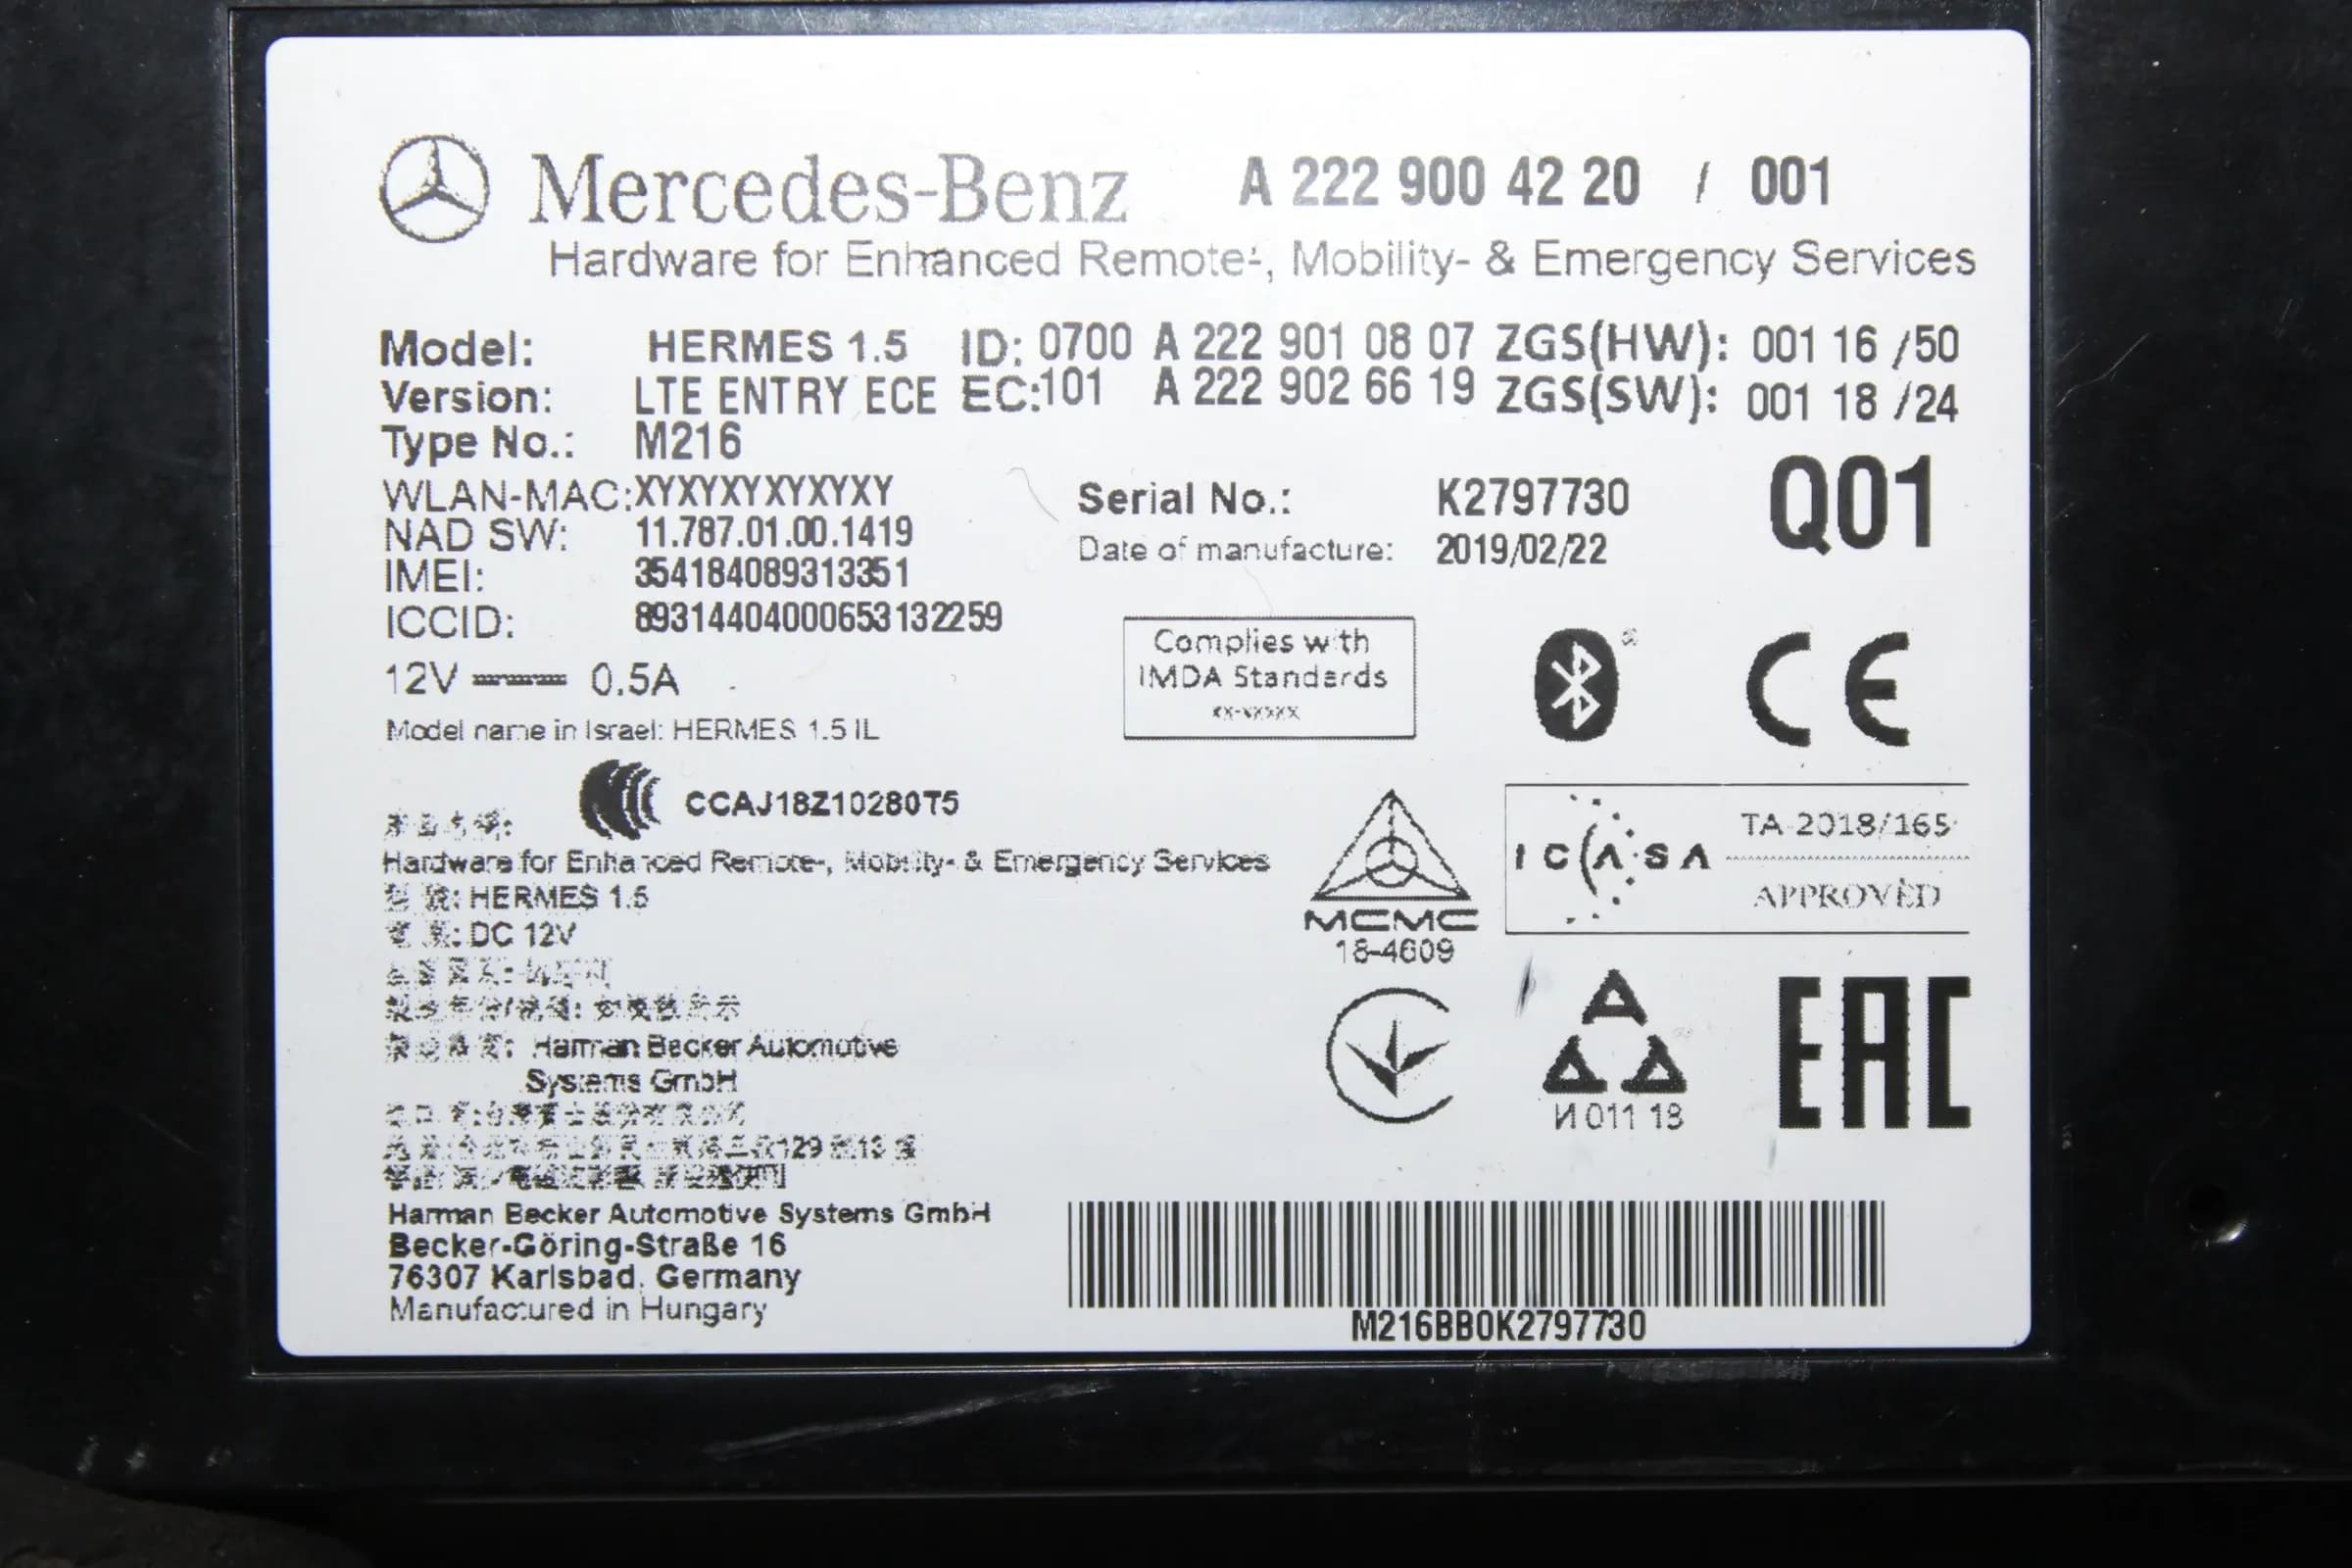 Mercedes-Benz A 222 900 42 20 / 001
Hardware for Enhanced Remote-, Mobility- & Emergency Services
Model: HERMES 1.5 ID: 0700 A 222 901 08 07 ZGS(HW): 001 16 /50
Version: LTE ENTRY ECE EC:101 A 222 902 66 19 ZGS(SW): 001 18 /24
Type No.: M216
WLAN-MAC:XYXYXYXYXYXY Serial No.: K2797730 Q01
NAD SW: 11.787.01.00.1419 Date of manufacture: 2019/02/22
IMEI: 354184089313351
ICCID: 89314404000653132259
12V 0.5A
Complies with
IMDA Standards
XX-XXXXX
CE
Model name in Israel: HERMES 1.5 IL
CCAJ18Z10280T5
Hardware for Enhanced Remote-, Mobility- & Emergency Services
: HERMES 1.5
: DC 12V
Harman Becker Automotive
Systems GmbH
129 13
MCMC
18-4609
ICASA TA-2018/165
APPROVED
И 011 18
EAC
Harman Becker Automotive Systems GmbH
Becker-Göring-Straße 16
76307 Karlsbad, Germany
Manufactured in Hungary
M216BB0K2797730